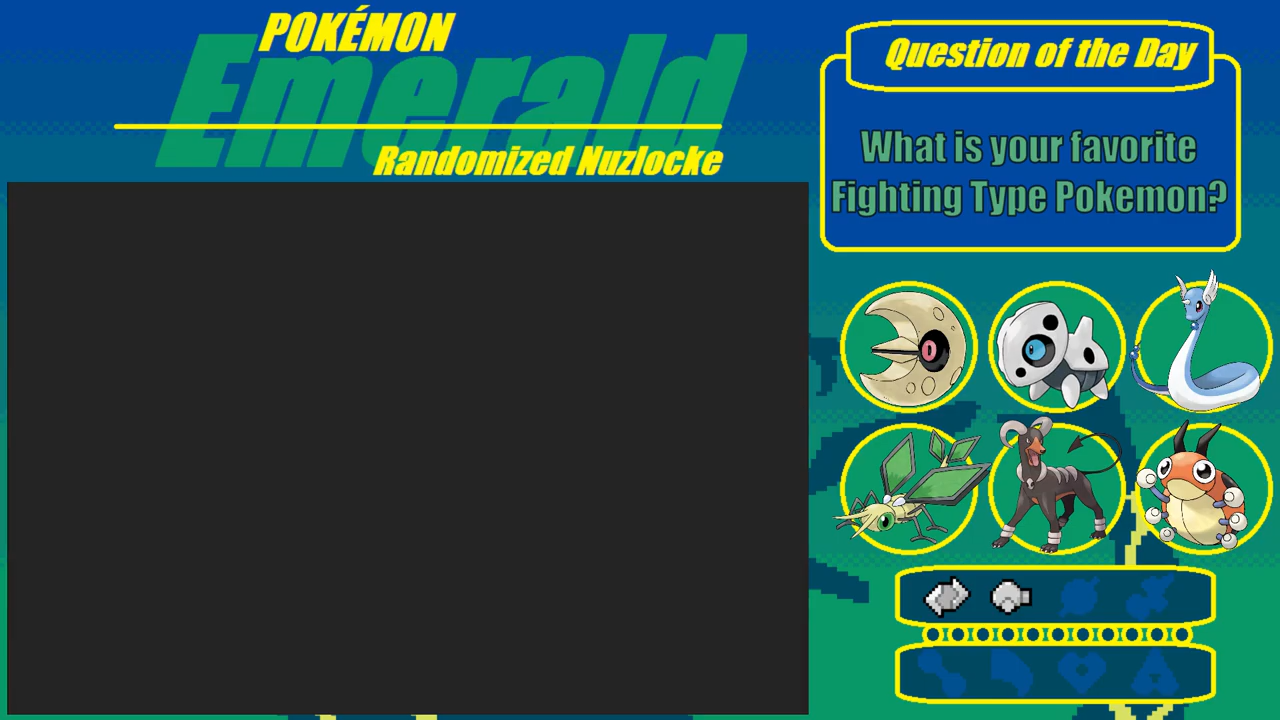 POKÉMON
Emerald
Randomized Nuzlocke
Question of the Day
What is your favorite
Fighting Type Pokemon?